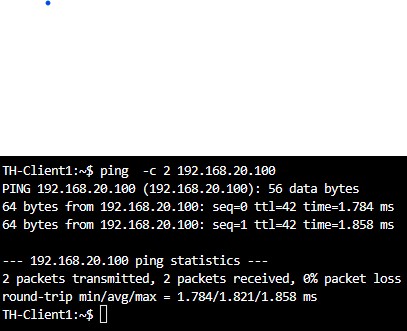 TH-Client1:~$ ping  -c 2 192.168.20.100
PING 192.168.20.100 (192.168.20.100): 56 data bytes
64 bytes from 192.168.20.100: seq=0 ttl=42 time=1.784 ms
64 bytes from 192.168.20.100: seq=1 ttl=42 time=1.858 ms

--- 192.168.20.100 ping statistics ---
2 packets transmitted, 2 packets received, 0% packet loss
round-trip min/avg/max = 1.784/1.821/1.858 ms
TH-Client1:~$